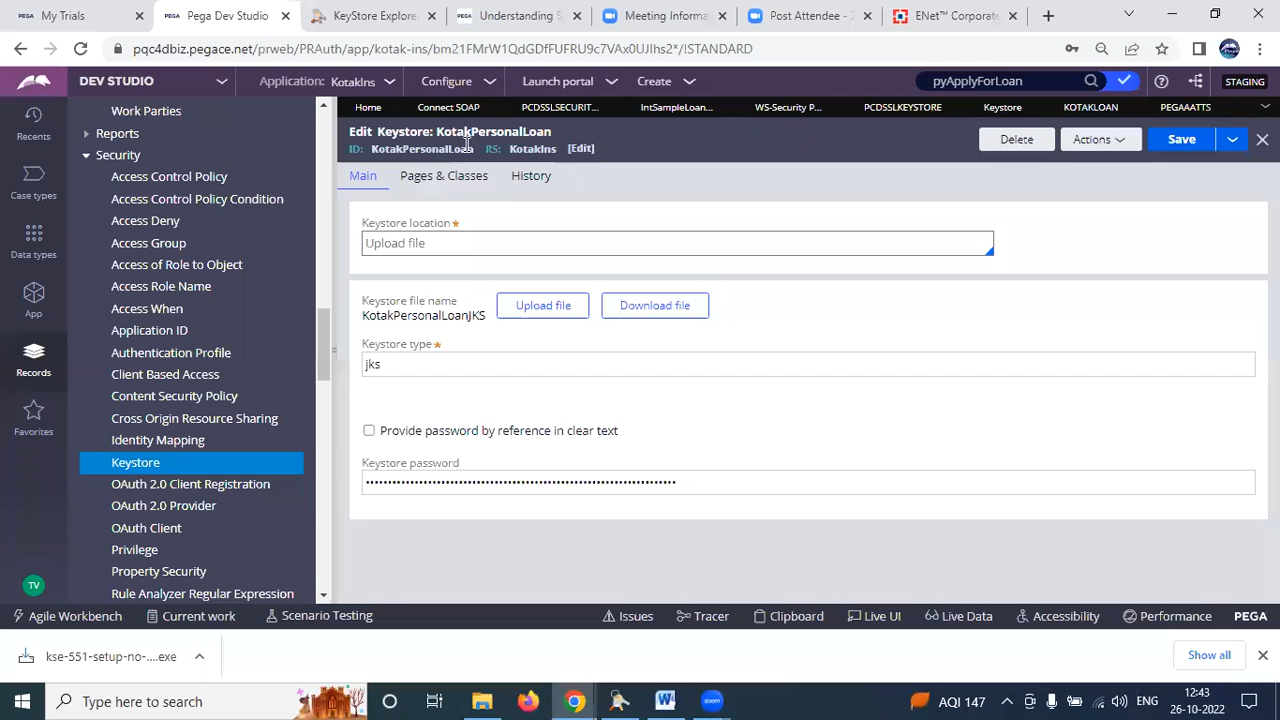 My Trials
Pega Dev Studio
KeyStore Explorer
Understanding S
Meeting Informa
Post Attendee - Z
ENet™ Corporate
pqc4dbiz.pegace.net/prweb/PRAuth/app/kotak-ins/bm21FMrW1QdGDfFUFRU9c7VAx0UJIhs2*/!STANDARD
DEV STUDIO
Application: KotakIns
Configure
Launch portal
Create
pyApplyForLoan
STAGING
Home
Connect SOAP
PCDSSLSECURIT...
IntSampleLoan...
WS-Security P...
PCDSSLKEYSTORE
Keystore
KOTAKLOAN
PEGAAATTS
Recents
Case types
Data types
App
Records
Favorites
TV
Work Parties
Reports
Security
Access Control Policy
Access Control Policy Condition
Access Deny
Access Group
Access of Role to Object
Access Role Name
Access When
Application ID
Authentication Profile
Client Based Access
Content Security Policy
Cross Origin Resource Sharing
Identity Mapping
Keystore
OAuth 2.0 Client Registration
OAuth 2.0 Provider
OAuth Client
Privilege
Property Security
Rule Analyzer Regular Expression
Edit Keystore: KotakPersonalLoan
ID: KotakPersonalLoan RS: KotakIns [Edit]
Delete
Actions
Save
Main
Pages & Classes
History
Keystore location
Upload file
Keystore file name
KotakPersonalLoanJKS
Upload file
Download file
Keystore type
jks
Provide password by reference in clear text
Keystore password
Agile Workbench
Current work
Scenario Testing
Issues
Tracer
Clipboard
Live UI
Live Data
Accessibility
Performance
PEGA
kse-551-setup-no-....exe
Show all
Type here to search
AQI 147
ENG
12:43
26-10-2022